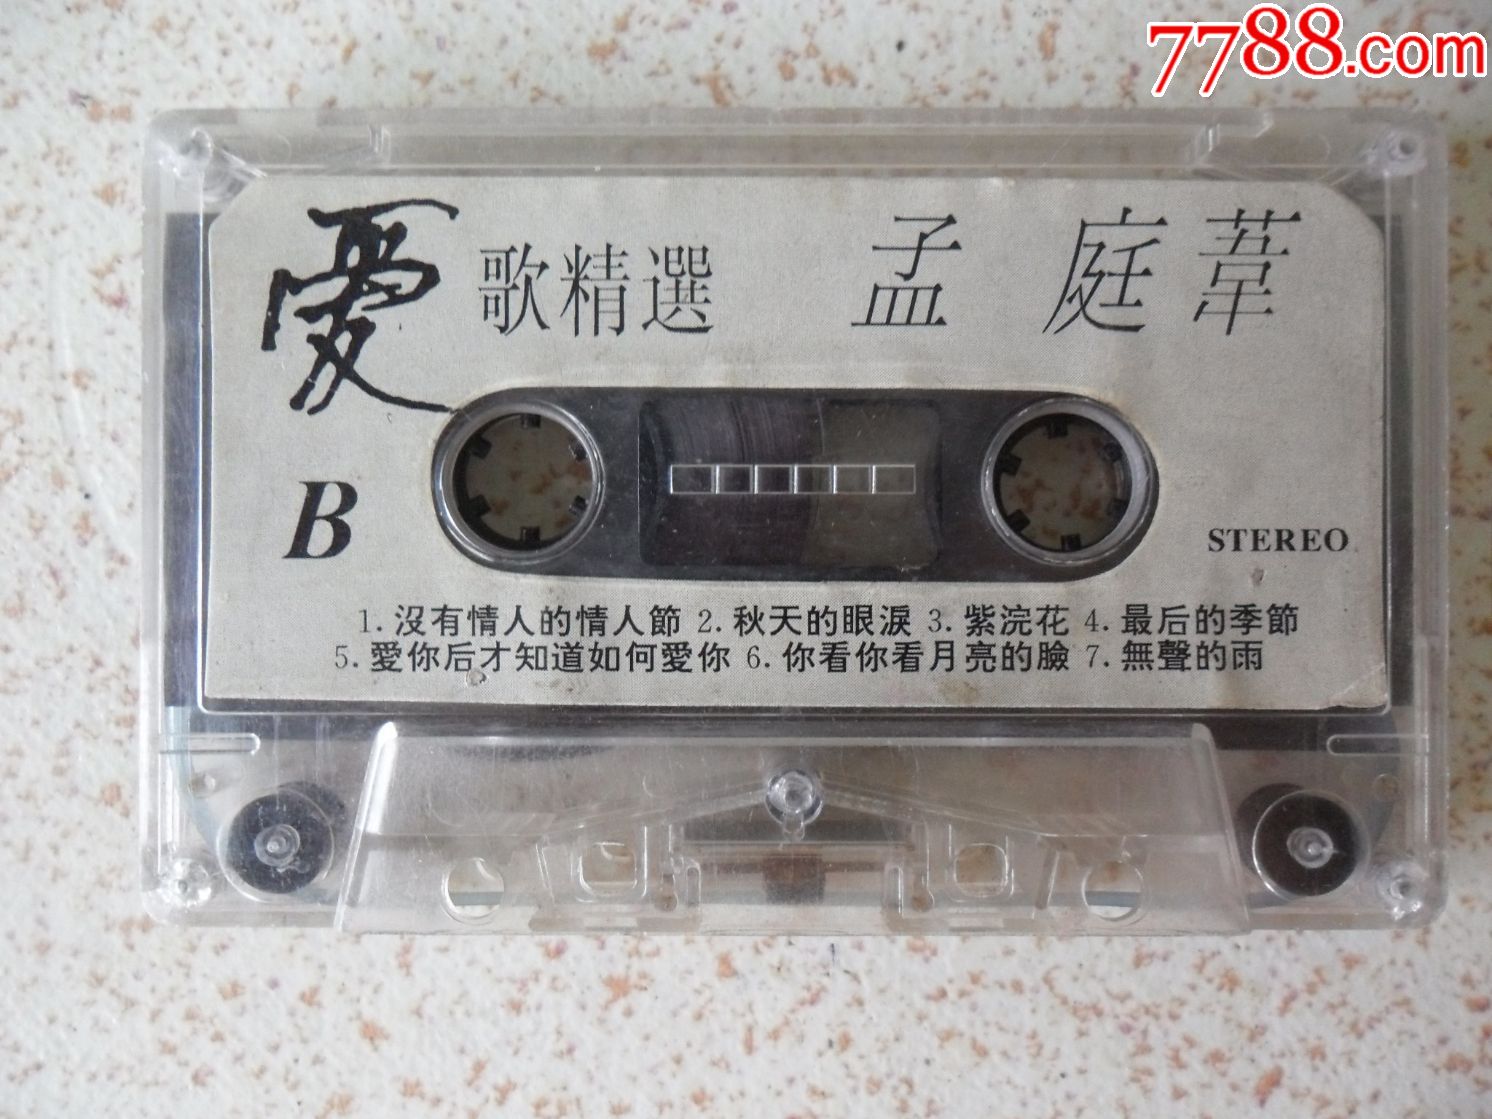 7788.com
愛歌精選 孟庭葦
B
STEREO
1. 沒有情人的情人節 2. 秋天的眼淚 3. 紫浣花 4. 最后的季節
5. 愛你后才知道如何愛你 6. 你看你看月亮的臉 7. 無聲的雨